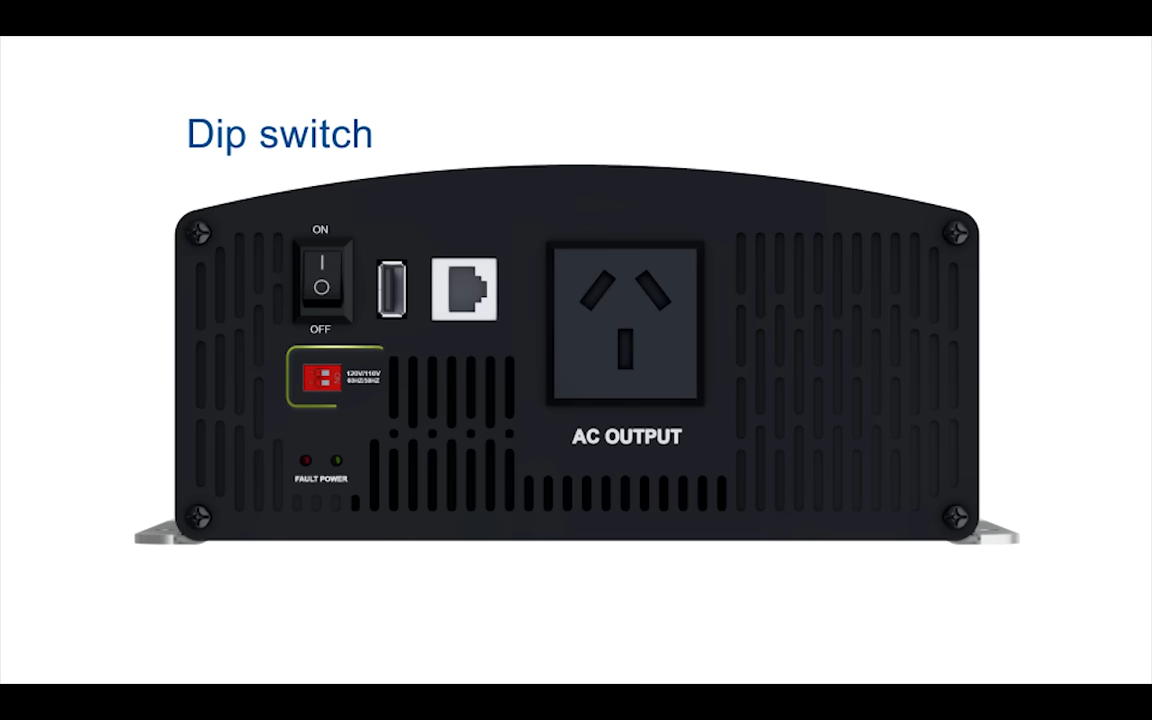 Dip switch
ON
OFF
120V/110V
60HZ/50HZ
FAULT POWER
AC OUTPUT